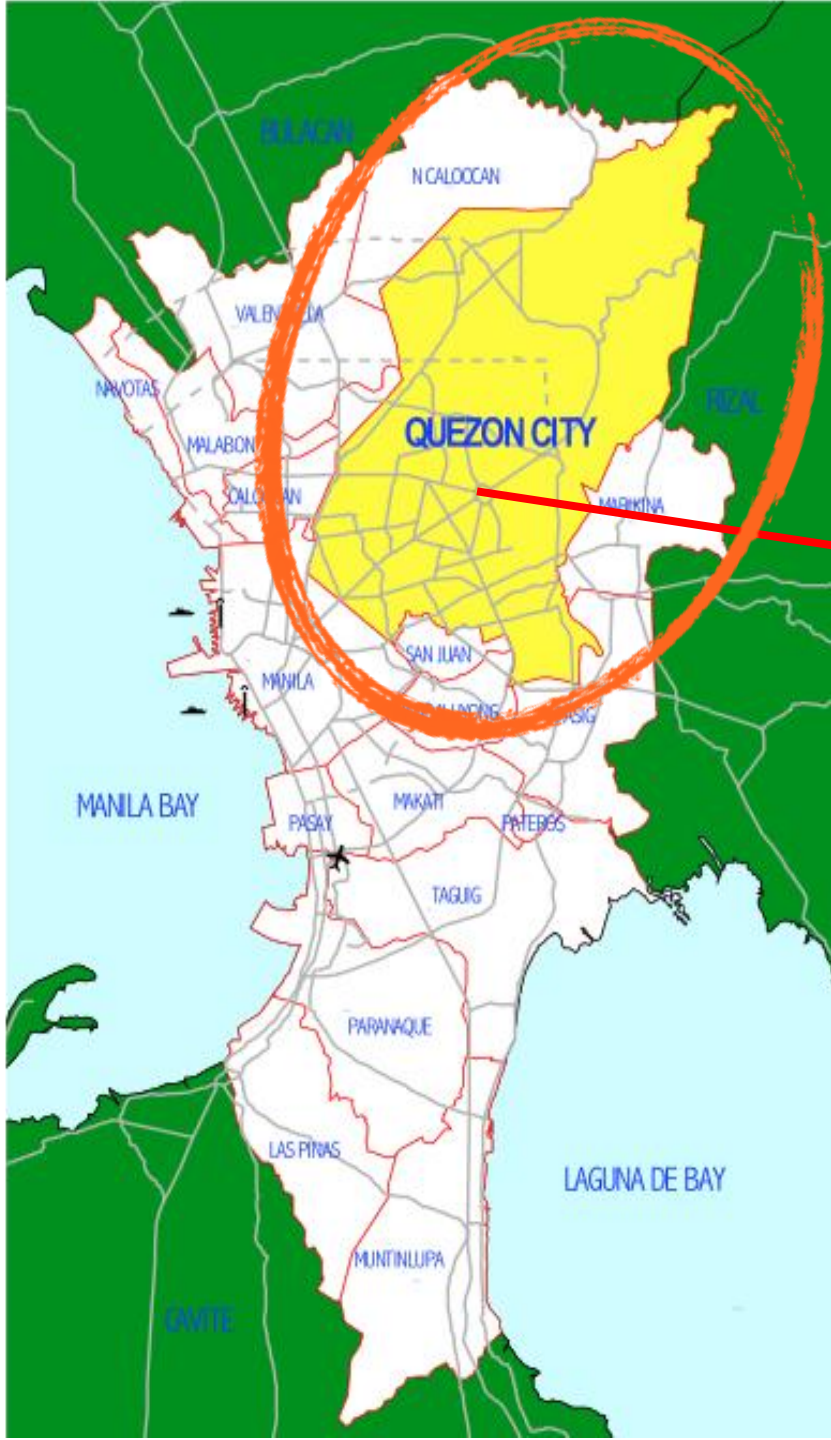 BULACAN
N CALOOCAN
VALENZUELA
NAVOTAS
RIZAL
QUEZON CITY
MALABON
CALOOCAN
MARIKINA
SAN JUAN
MANILA
PASIG
MANILA BAY
MAKATI
PASAY
PATEROS
TAGUIG
PARANAQUE
LAS PINAS
LAGUNA DE BAY
MUNTINLUPA
CAVITE